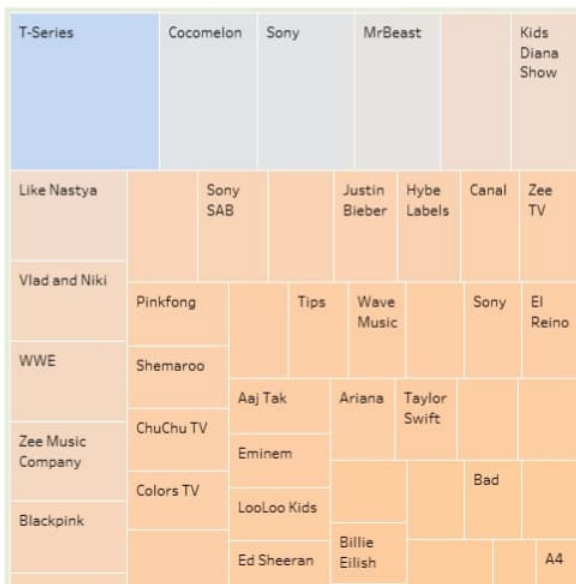 T-Series
Cocomelon
Sony
MrBeast
Kids
Diana
Show
Like Nastya
Sony
SAB
Justin
Bieber
Hybe
Labels
Canal
Zee
TV
Vlad and Niki
Pinkfong
Tips
Wave
Music
Sony
El
Reino
WWE
Shemaroo
Aaj Tak
Ariana
Taylor
Swift
Zee Music
Company
ChuChu TV
Eminem
Colors TV
Bad
Blackpink
LooLoo Kids
Ed Sheeran
Billie
Eilish
A4